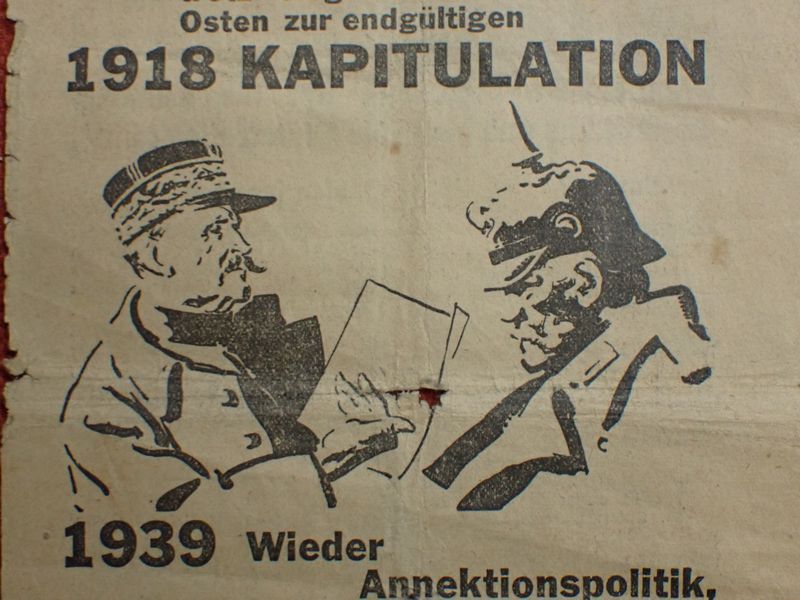 Osten zur endgültigen
1918 KAPITULATION
1939 Wieder
Annektionspolitik,